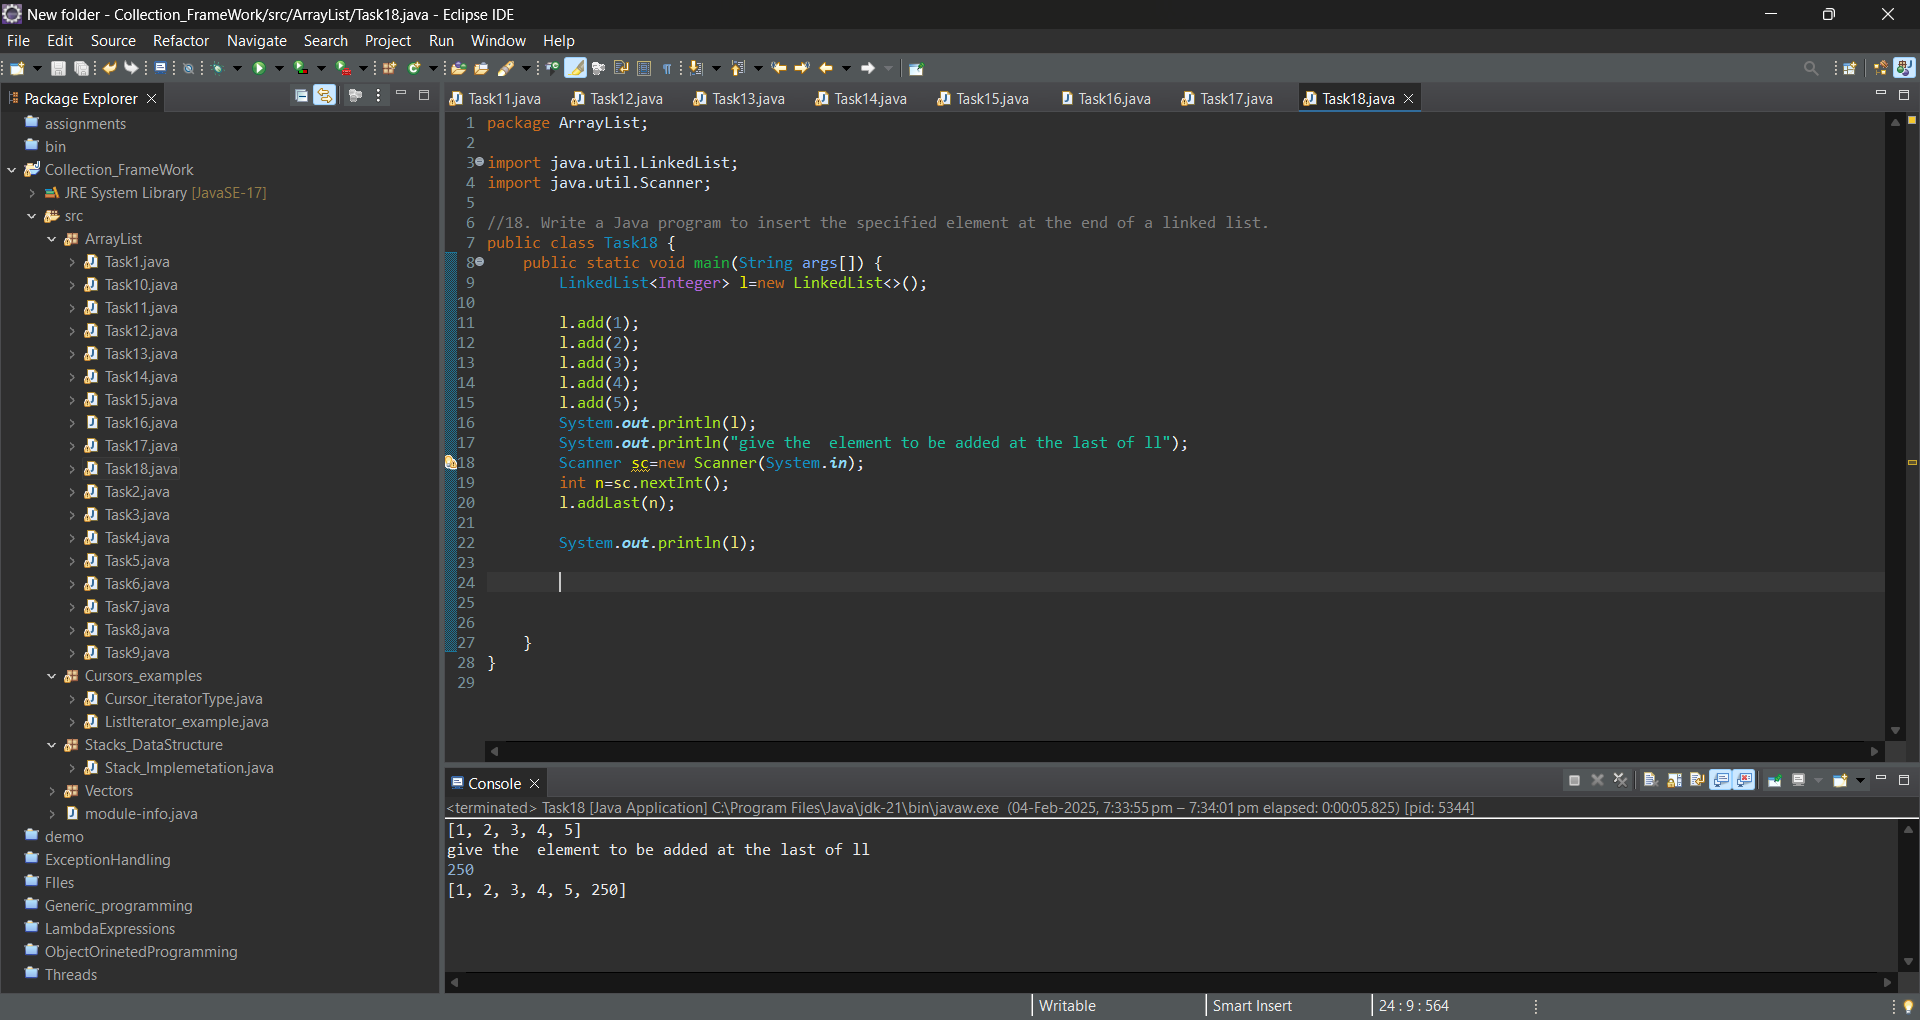 New folder - Collection_FrameWork/src/ArrayList/Task18.java - Eclipse IDE
File Edit Source Refactor Navigate Search Project Run Window Help
Package Explorer
assignments
bin
Collection_FrameWork
JRE System Library [JavaSE-17]
src
ArrayList
Task1.java
Task10.java
Task11.java
Task12.java
Task13.java
Task14.java
Task15.java
Task16.java
Task17.java
Task18.java
Task2.java
Task3.java
Task4.java
Task5.java
Task6.java
Task7.java
Task8.java
Task9.java
Cursors_examples
Cursor_iteratorType.java
ListIterator_example.java
Stacks_DataStructure
Stack_Implemetation.java
Vectors
module-info.java
demo
ExceptionHandling
FIles
Generic_programming
LambdaExpressions
ObjectOrinetedProgramming
Threads
Task11.java Task12.java Task13.java Task14.java Task15.java Task16.java Task17.java Task18.java
1 package ArrayList;
2
3 import java.util.LinkedList;
4 import java.util.Scanner;
5
6 //18. Write a Java program to insert the specified element at the end of a linked list.
7 public class Task18 {
8 public static void main(String args[]) {
9 LinkedList<Integer> l=new LinkedList<>();
10
11 l.add(1);
12 l.add(2);
13 l.add(3);
14 l.add(4);
15 l.add(5);
16 System.out.println(l);
17 System.out.println("give the  element to be added at the last of ll");
18 Scanner sc=new Scanner(System.in);
19 int n=sc.nextInt();
20 l.addLast(n);
21
22 System.out.println(l);
23
24
25
26
27 }
28 }
29
Console
<terminated> Task18 [Java Application] C:\Program Files\Java\jdk-21\bin\javaw.exe (04-Feb-2025, 7:33:55 pm – 7:34:01 pm elapsed: 0:00:05.825) [pid: 5344]
[1, 2, 3, 4, 5]
give the  element to be added at the last of ll
250
[1, 2, 3, 4, 5, 250]
Writable Smart Insert 24 : 9 : 564